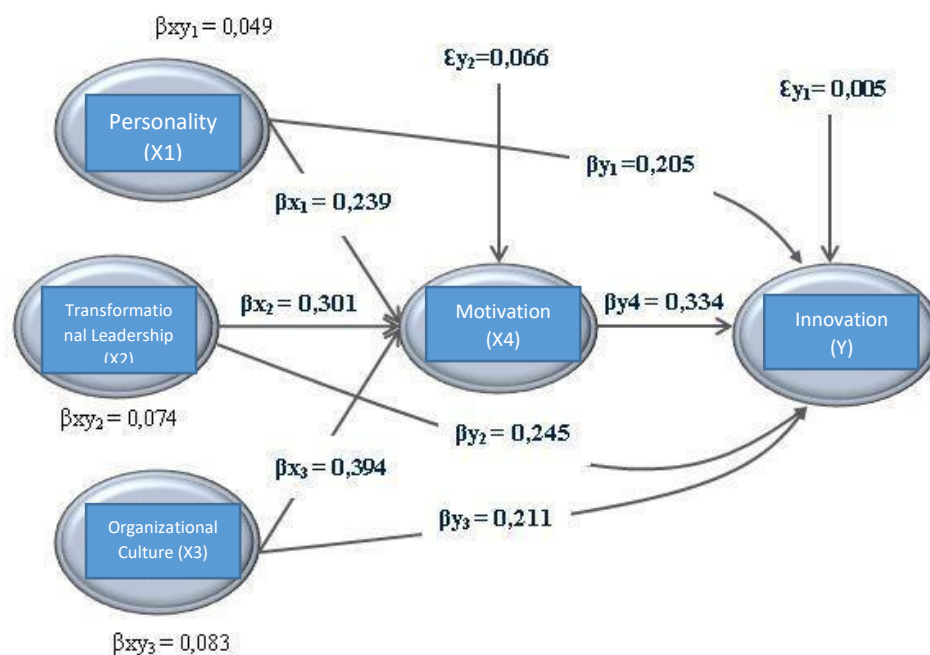 βxy₁ = 0,049
εy₂=0,066
εy₁= 0,005
Personality
(X1)
βy₁=0,205
βx₁ = 0,239
Transformatio
nal Leadership
(X2)
βx₂ = 0,301
Motivation
(X4)
βy4 = 0,334
Innovation
(Y)
βxy₂ = 0,074
βy₂ = 0,245
βx₃ = 0,394
Organizational
Culture (X3)
βy₃ = 0,211
βxy₃ = 0,083